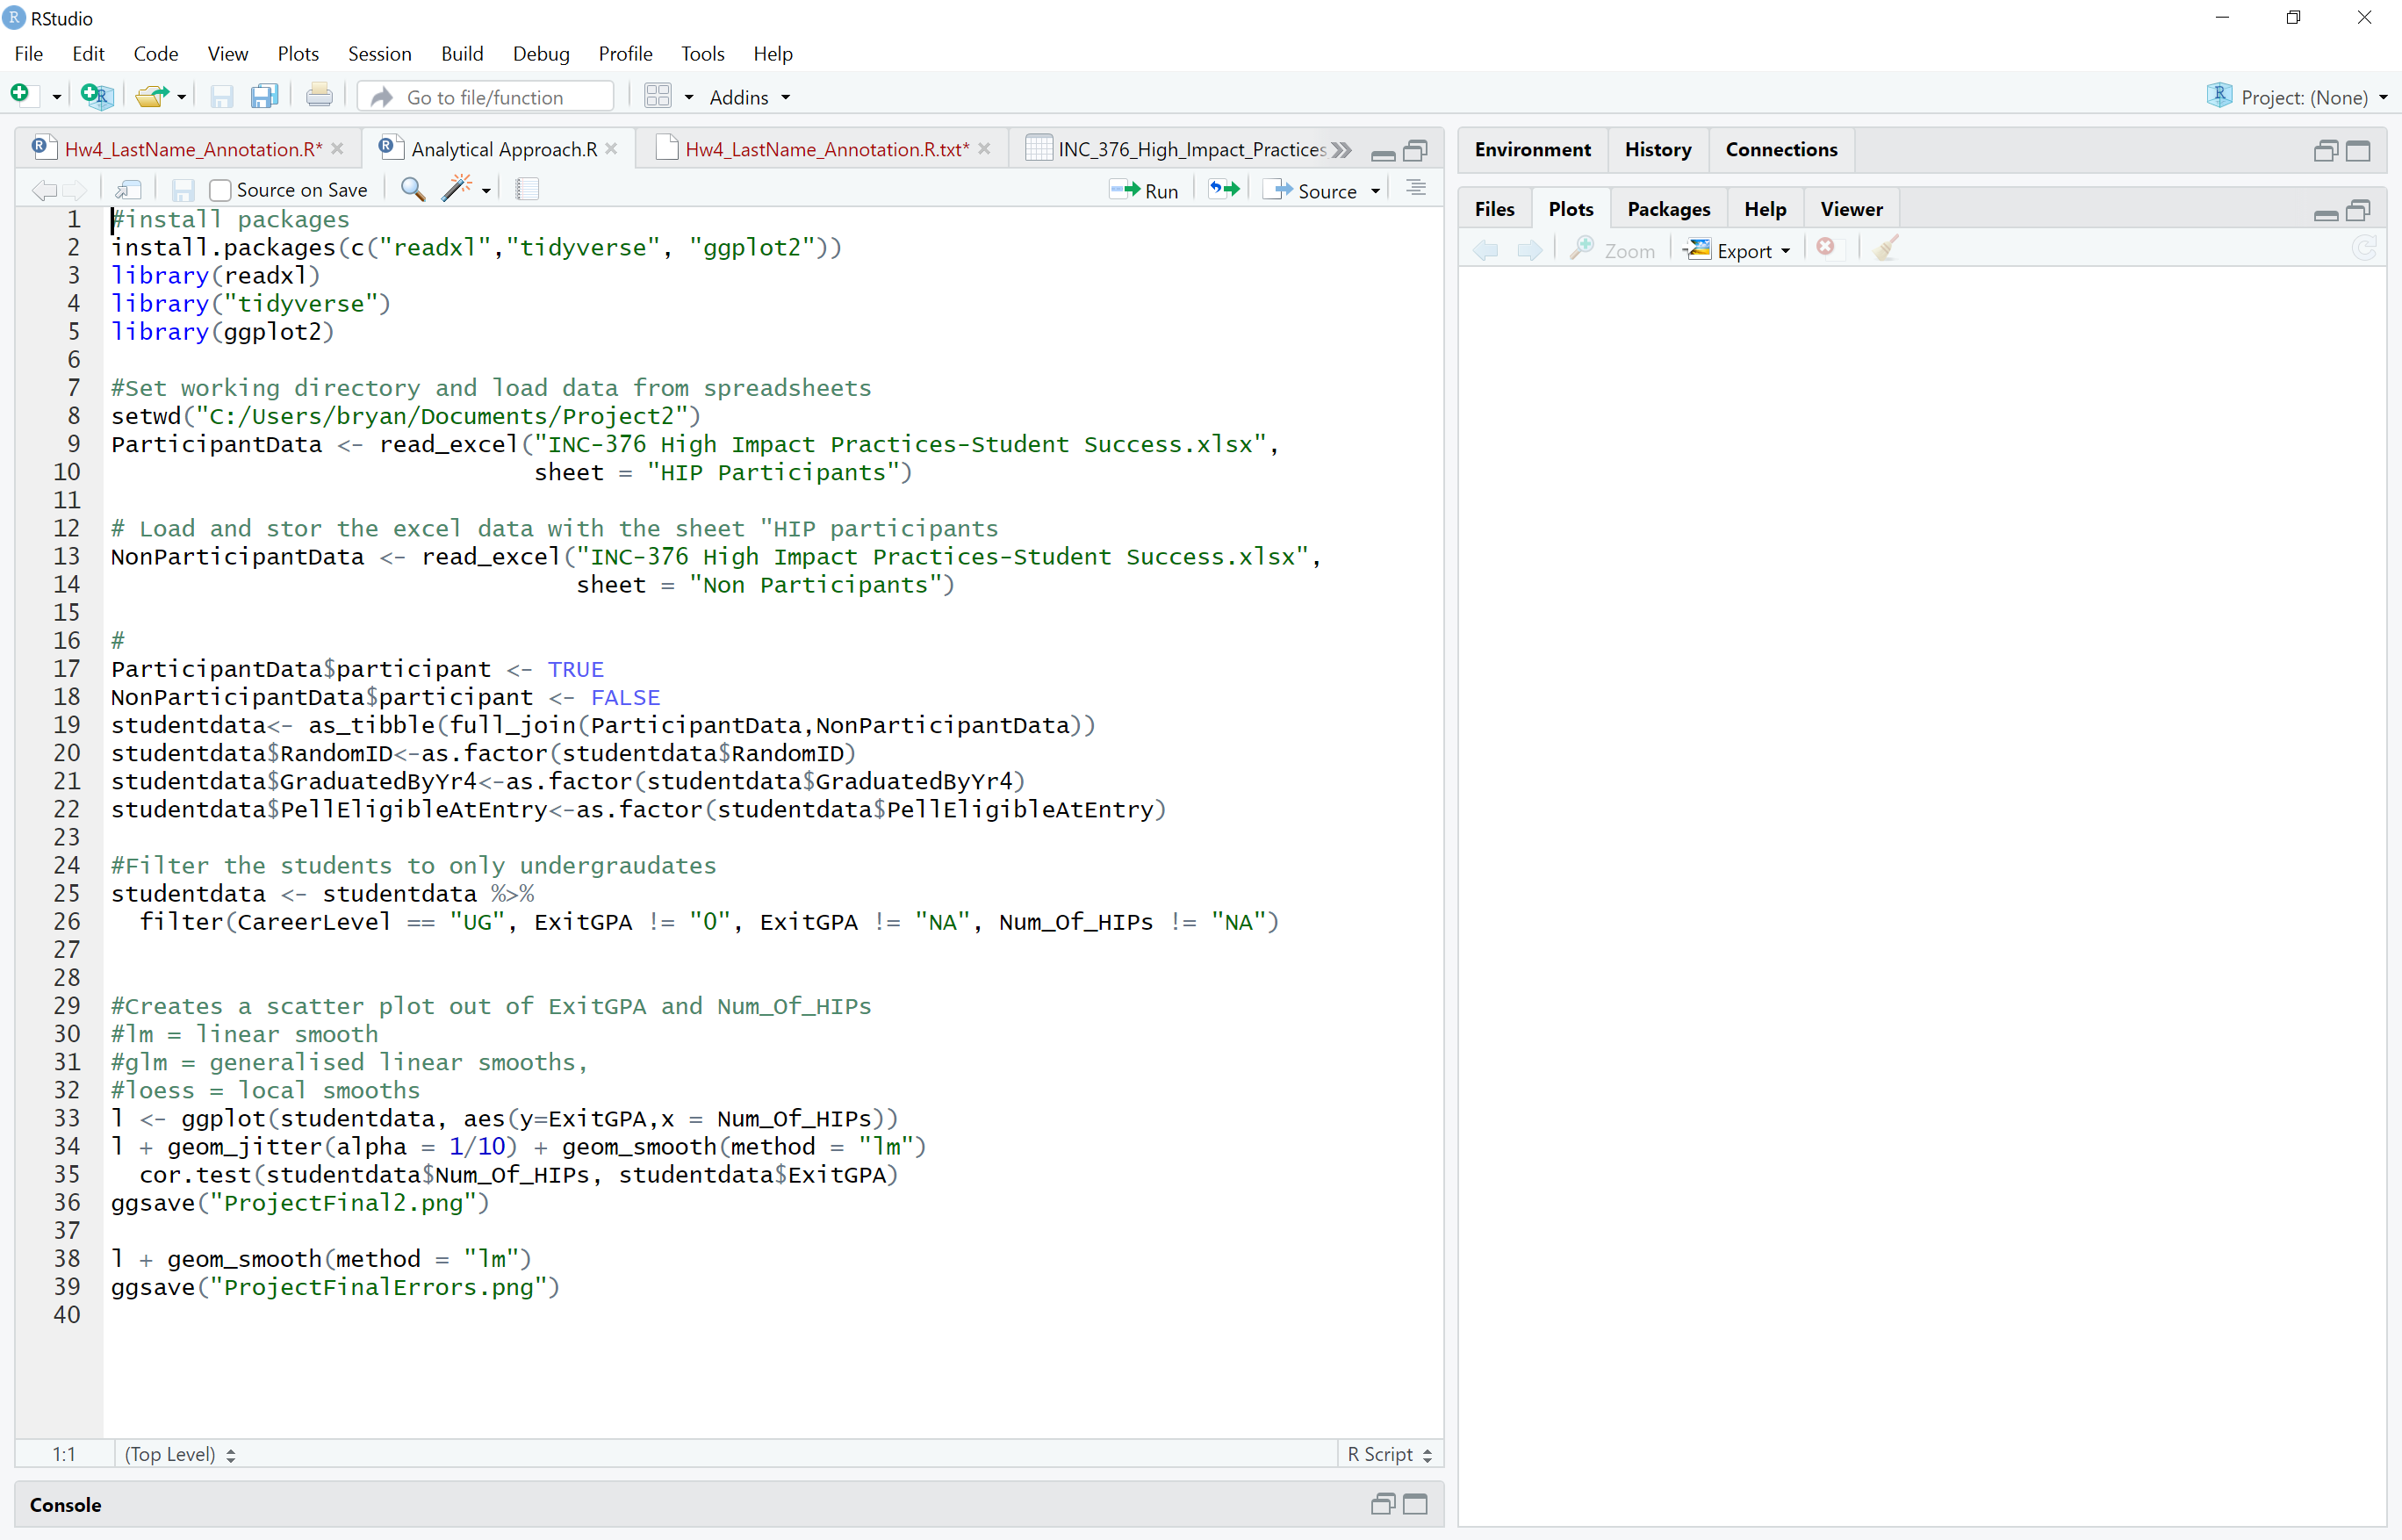 RStudio
File Edit Code View Plots Session Build Debug Profile Tools Help
Go to file/function Addins Project: (None)
Hw4_LastName_Annotation.R* Analytical Approach.R Hw4_LastName_Annotation.R.txt* INC_376_High_Impact_Practices
Source on Save Run Source
1 #install packages
2 install.packages(c("readxl","tidyverse", "ggplot2"))
3 library(readxl)
4 library("tidyverse")
5 library(ggplot2)
6
7 #Set working directory and load data from spreadsheets
8 setwd("C:/Users/bryan/Documents/Project2")
9 ParticipantData <- read_excel("INC-376 High Impact Practices-Student Success.xlsx",
10 sheet = "HIP Participants")
11
12 # Load and stor the excel data with the sheet "HIP participants
13 NonParticipantData <- read_excel("INC-376 High Impact Practices-Student Success.xlsx",
14 sheet = "Non Participants")
15
16 #
17 ParticipantData$participant <- TRUE
18 NonParticipantData$participant <- FALSE
19 studentdata<- as_tibble(full_join(ParticipantData,NonParticipantData))
20 studentdata$RandomID<-as.factor(studentdata$RandomID)
21 studentdata$GraduatedByYr4<-as.factor(studentdata$GraduatedByYr4)
22 studentdata$PellEligibleAtEntry<-as.factor(studentdata$PellEligibleAtEntry)
23
24 #Filter the students to only undergraudates
25 studentdata <- studentdata %>%
26 filter(CareerLevel == "UG", ExitGPA != "0", ExitGPA != "NA", Num_Of_HIPs != "NA")
27
28
29 #Creates a scatter plot out of ExitGPA and Num_Of_HIPs
30 #lm = linear smooth
31 #glm = generalised linear smooths,
32 #loess = local smooths
33 l <- ggplot(studentdata, aes(y=ExitGPA,x = Num_Of_HIPs))
34 l + geom_jitter(alpha = 1/10) + geom_smooth(method = "lm")
35 cor.test(studentdata$Num_Of_HIPs, studentdata$ExitGPA)
36 ggsave("ProjectFinal2.png")
37
38 l + geom_smooth(method = "lm")
39 ggsave("ProjectFinalErrors.png")
40
1:1 (Top Level) R Script
Console
Environment History Connections
Files Plots Packages Help Viewer
Zoom Export